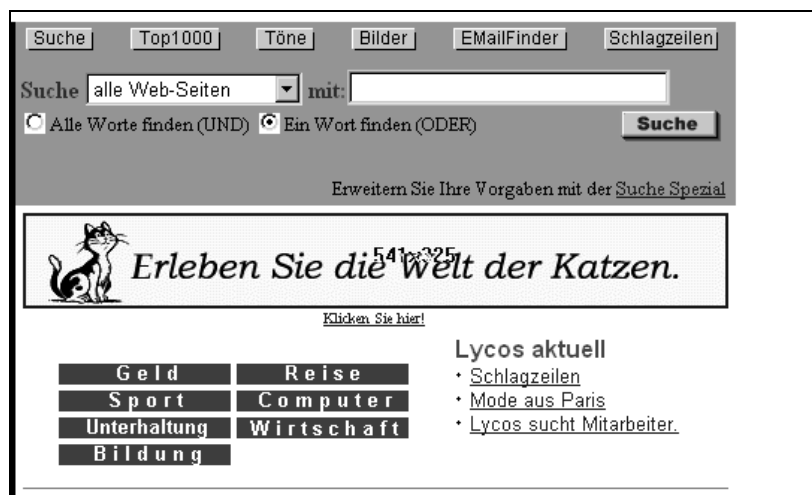 Suche Top1000 Töne Bilder EMailFinder Schlagzeilen
Suche alle Web-Seiten mit:
Alle Worte finden (UND) Ein Wort finden (ODER) Suche
Erweitern Sie Ihre Vorgaben mit der Suche Spezial
Erleben Sie die Welt der Katzen.
541x325
Klicken Sie hier!
Lycos aktuell
Geld Reise
Sport Computer
Unterhaltung Wirtschaft
Bildung
· Schlagzeilen
· Mode aus Paris
· Lycos sucht Mitarbeiter.